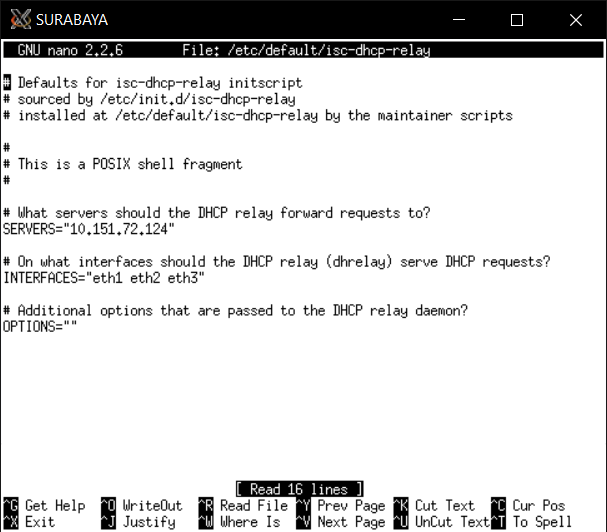 SURABAYA
GNU nano 2.2.6 File: /etc/default/isc-dhcp-relay
# Defaults for isc-dhcp-relay initscript
# sourced by /etc/init.d/isc-dhcp-relay
# installed at /etc/default/isc-dhcp-relay by the maintainer scripts
#
# This is a POSIX shell fragment
#
# What servers should the DHCP relay forward requests to?
SERVERS="10.151.72.124"
# On what interfaces should the DHCP relay (dhrelay) serve DHCP requests?
INTERFACES="eth1 eth2 eth3"
# Additional options that are passed to the DHCP relay daemon?
OPTIONS=""
[ Read 16 lines ]
^G Get Help ^O WriteOut ^R Read File ^Y Prev Page ^K Cut Text ^C Cur Pos
^X Exit ^J Justify ^W Where Is ^V Next Page ^U UnCut Text ^T To Spell